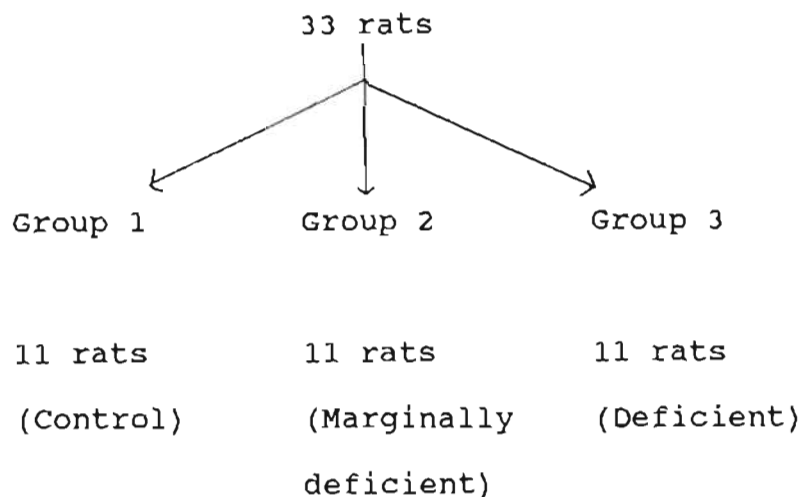 33 rats
Group 1 Group 2 Group 3
11 rats 11 rats 11 rats
(Control) (Marginally (Deficient)
deficient)